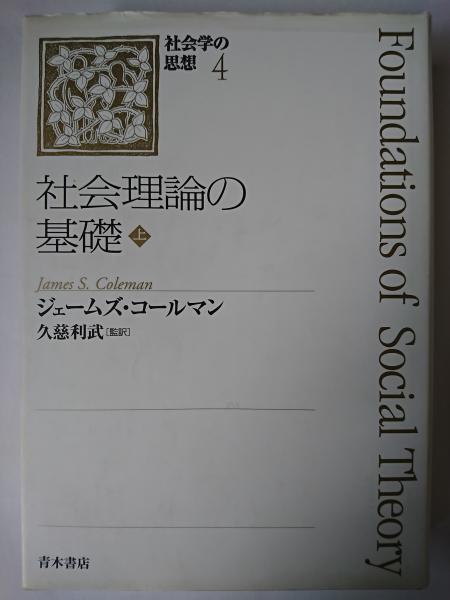 社会学の
思想 4
社会理論の
基礎 上
James S. Coleman
ジェームズ・コールマン
久慈利武[監訳]
青木書店
Foundations of Social Theory